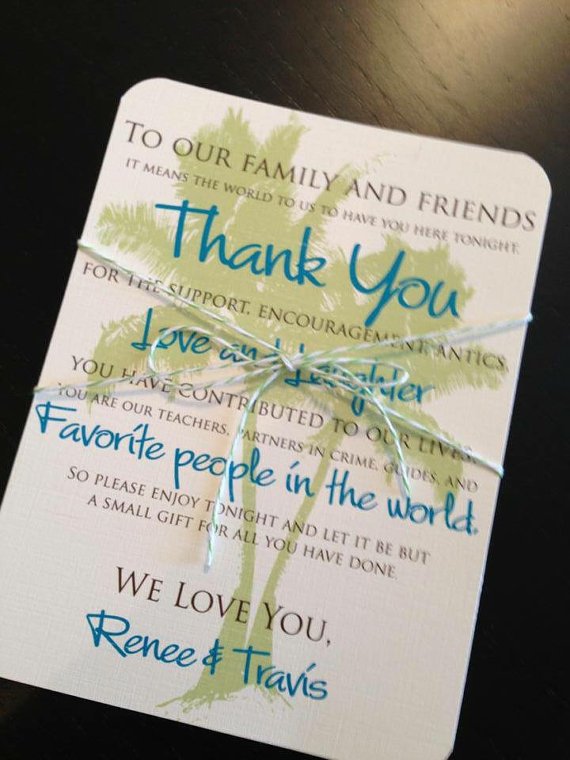 TO OUR FAMILY AND FRIENDS
IT MEANS THE WORLD TO US TO HAVE YOU HERE TONIGHT.
Thank You
FOR THE SUPPORT, ENCOURAGEMENT, ANTICS
Love and Laughter
YOU HAVE CONTRIBUTED TO OUR LIVES.
YOU ARE OUR TEACHERS, PARTNERS IN CRIME, GUIDES, AND
Favorite people in the world.
SO PLEASE ENJOY TONIGHT AND LET IT BE BUT
A SMALL GIFT FOR ALL YOU HAVE DONE.
WE LOVE YOU,
Renee & Travis